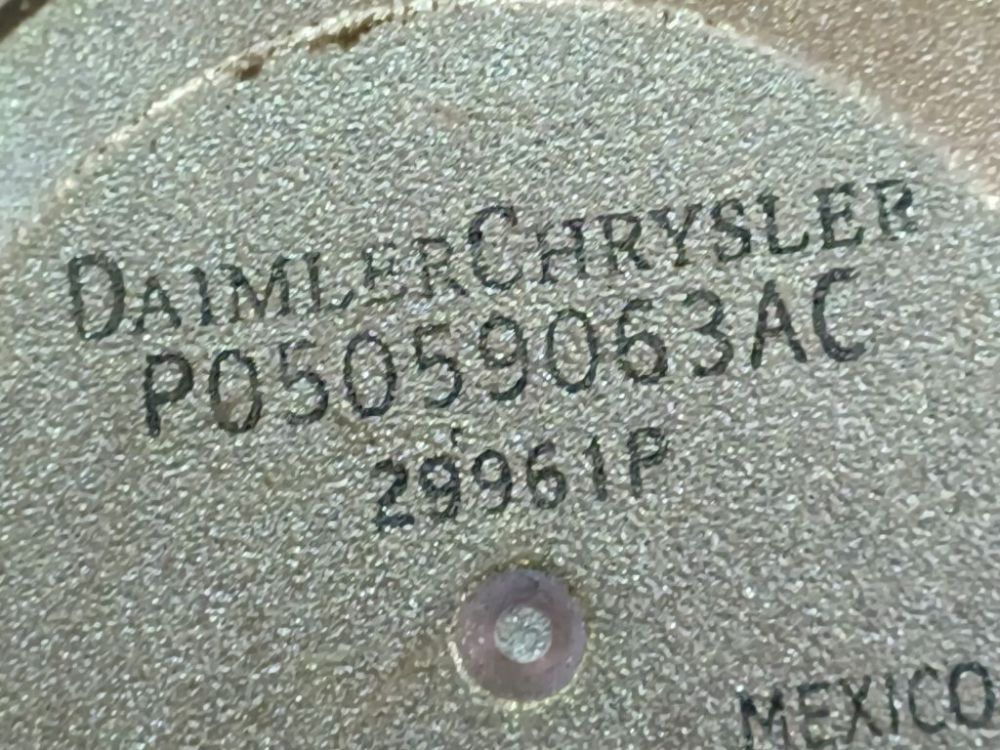 DAIMLERCHRYSLER
P05059063AC
29961P
MEXICO